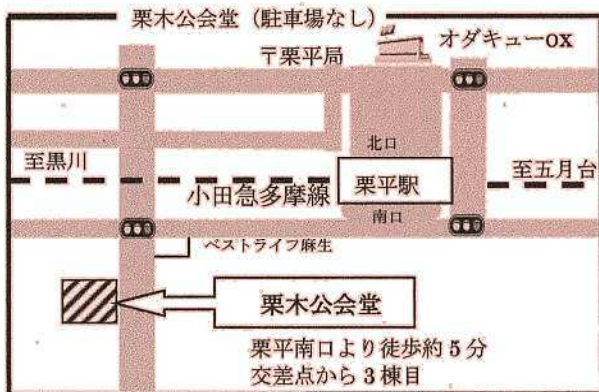 栗木公会堂（駐車場なし）
オダキューOX
〒栗平局
北口
至黒川
栗平駅
至五月台
小田急多摩線
南口
ベストライフ麻生
栗木公会堂
栗平南口より徒歩約5分
交差点から3棟目